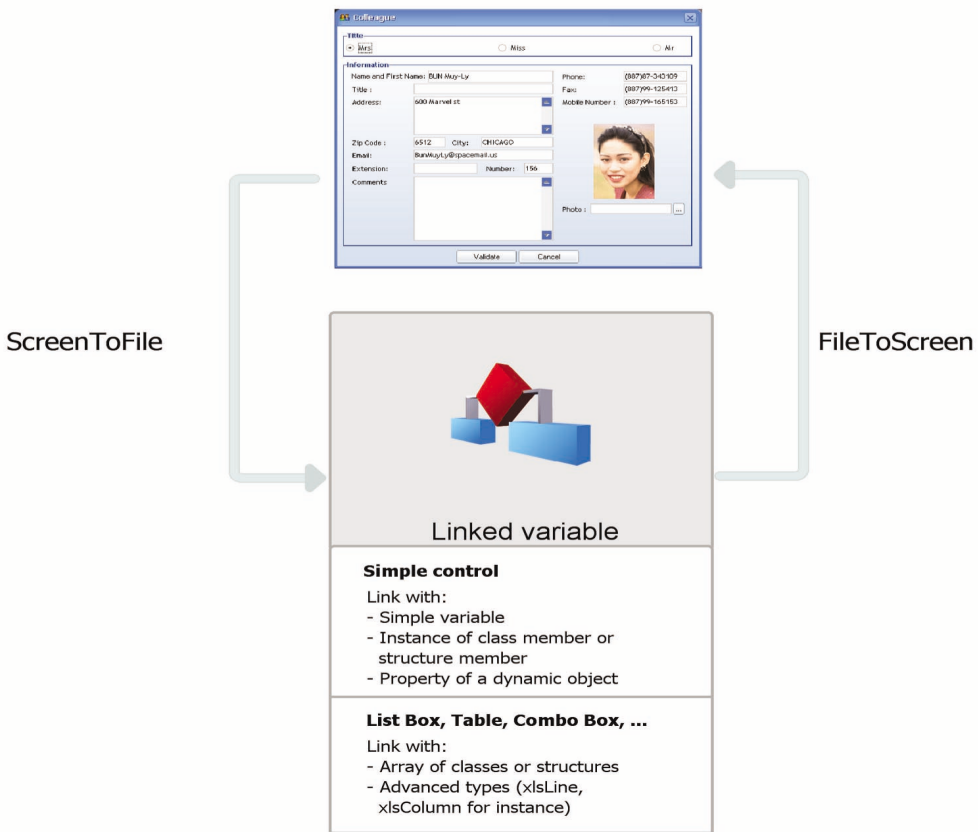 Colleague
Title
Mrs
Miss
Mr
Information
Name and First Name: BUN Muy-Ly
Phone: (887)87-343109
Title :
Fax: (887)99-125413
Address: 600 Marvel st
Mobile Number : (887)99-165153
Zip Code : 6512 City: CHICAGO
Email: BunMuyLy@spacemail.us
Extension: Number: 156
Comments
Photo : ...
Validate Cancel
ScreenToFile
FileToScreen
Linked variable
Simple control
Link with:
- Simple variable
- Instance of class member or
structure member
- Property of a dynamic object
List Box, Table, Combo Box, ...
Link with:
- Array of classes or structures
- Advanced types (xlsLine,
xlsColumn for instance)